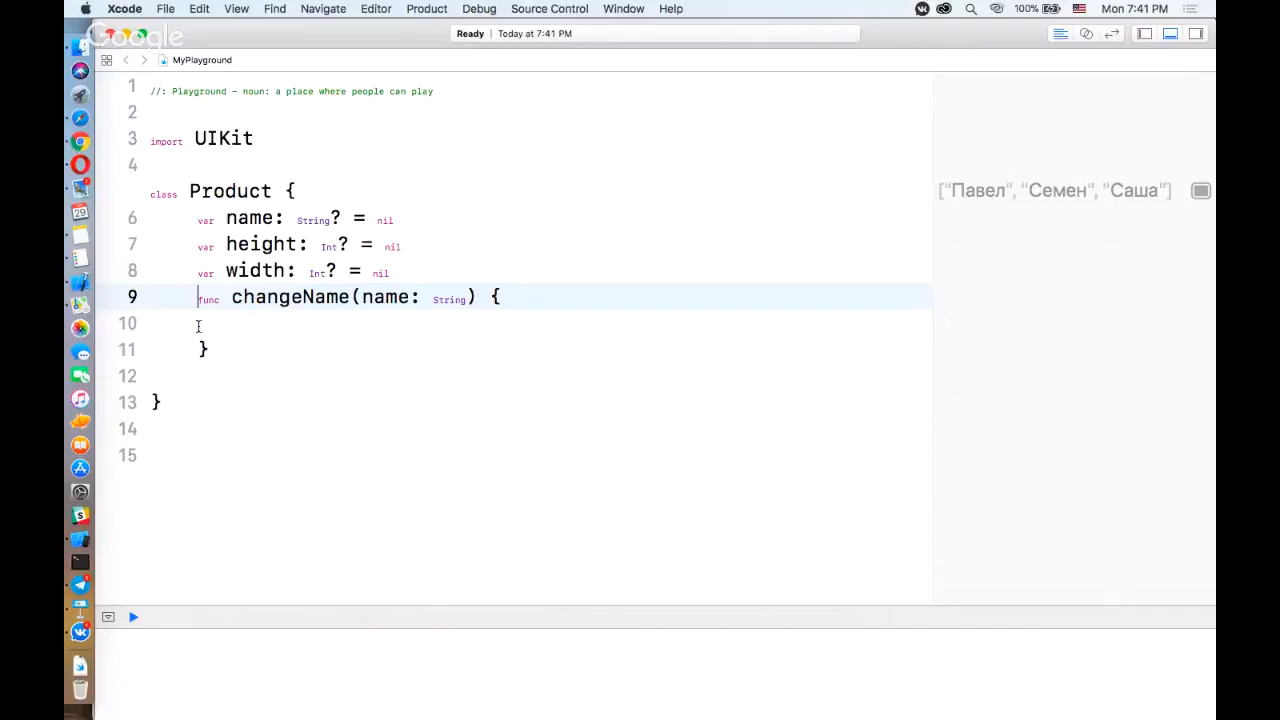 Xcode File Edit View Find Navigate Editor Product Debug Source Control Window Help 100% Mon 7:41 PM
Google
Ready | Today at 7:41 PM
MyPlayground
1 //: Playground - noun: a place where people can play
2
3 import UIKit
4
class Product {
["Павел", "Семен", "Саша"]
6 var name: String? = nil
7 var height: Int? = nil
8 var width: Int? = nil
9 func changeName(name: String) {
10
11 }
12
13 }
14
15